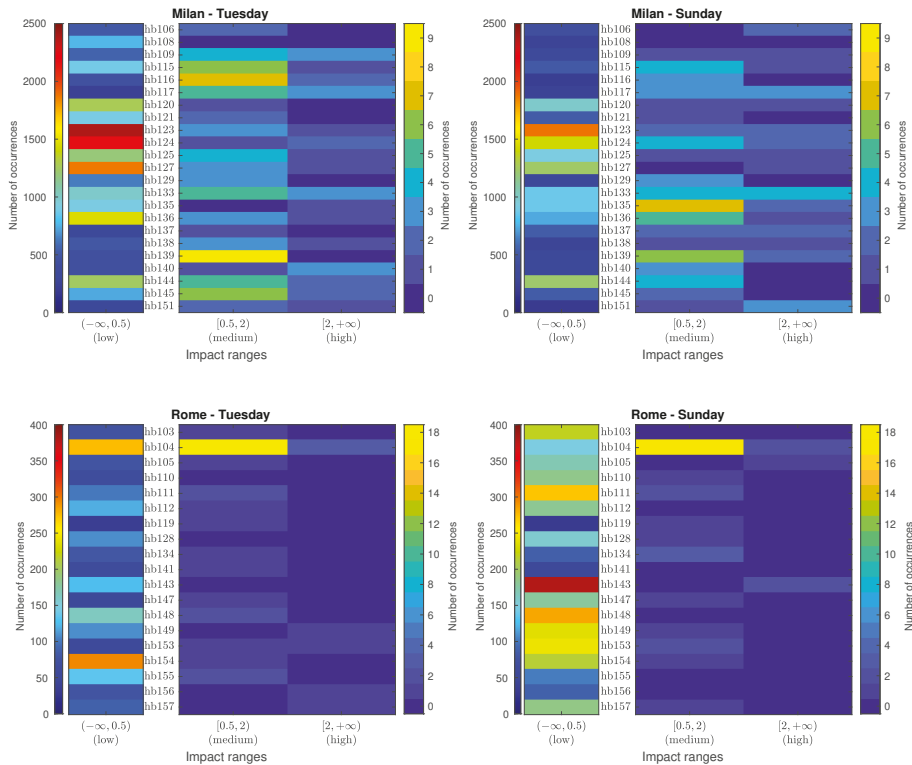 Milan - Tuesday
Number of occurrences
2500
2000
1500
1000
500
0
hb106
hb108
hb109
hb115
hb116
hb117
hb120
hb121
hb123
hb124
hb125
hb127
hb129
hb133
hb135
hb136
hb137
hb138
hb139
hb140
hb144
hb145
hb151
9
8
7
6
5
4
3
2
1
0
Number of occurrences
(−∞, 0.5) [0.5, 2) [2, +∞)
(low) (medium) (high)
Impact ranges
Milan - Sunday
Number of occurrences
2500
2000
1500
1000
500
0
hb106
hb108
hb109
hb115
hb116
hb117
hb120
hb121
hb123
hb124
hb125
hb127
hb129
hb133
hb135
hb136
hb137
hb138
hb139
hb140
hb144
hb145
hb151
9
8
7
6
5
4
3
2
1
0
Number of occurrences
(−∞, 0.5) [0.5, 2) [2, +∞)
(low) (medium) (high)
Impact ranges
Rome - Tuesday
Number of occurrences
400
350
300
250
200
150
100
50
0
hb103
hb104
hb105
hb110
hb111
hb112
hb119
hb128
hb134
hb141
hb143
hb147
hb148
hb149
hb153
hb154
hb155
hb156
hb157
18
16
14
12
10
8
6
4
2
0
Number of occurrences
(−∞, 0.5) [0.5, 2) [2, +∞)
(low) (medium) (high)
Impact ranges
Rome - Sunday
Number of occurrences
400
350
300
250
200
150
100
50
0
hb103
hb104
hb105
hb110
hb111
hb112
hb119
hb128
hb134
hb141
hb143
hb147
hb148
hb149
hb153
hb154
hb155
hb156
hb157
18
16
14
12
10
8
6
4
2
0
Number of occurrences
(−∞, 0.5) [0.5, 2) [2, +∞)
(low) (medium) (high)
Impact ranges